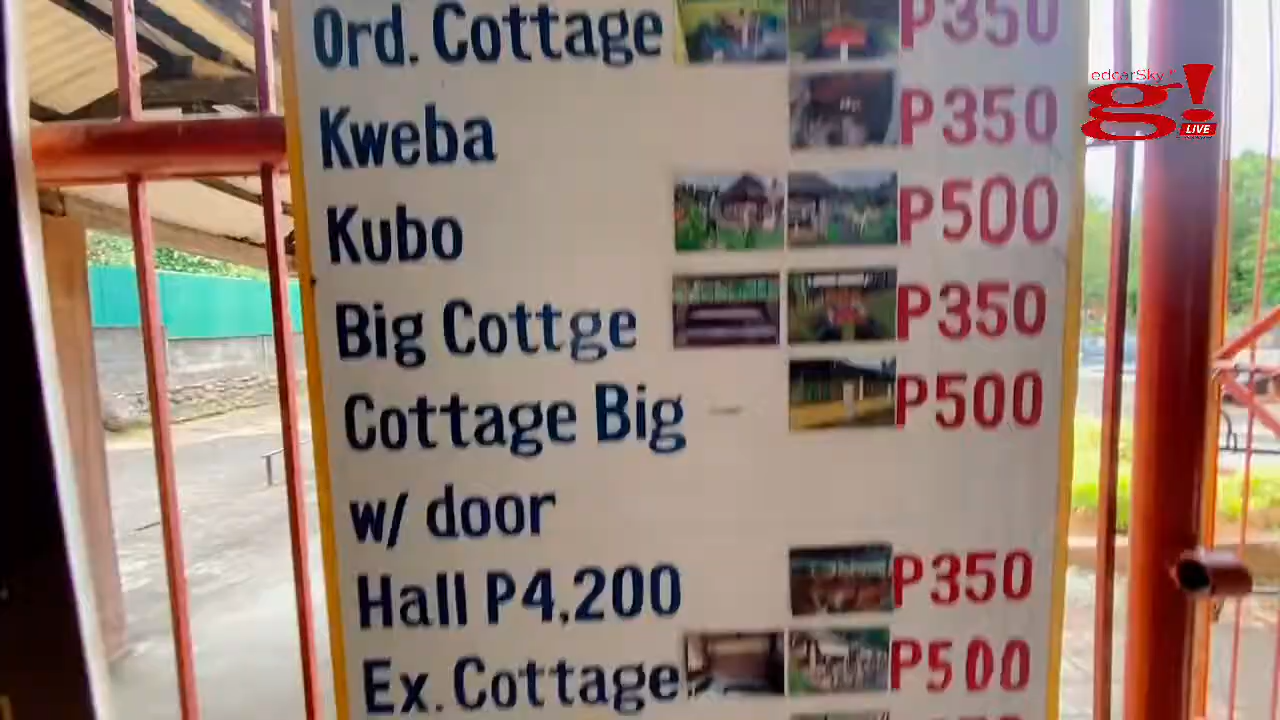 Ord. Cottage P350
Kweba P350
Kubo P500
Big Cottge P350
Cottage Big P500
w/ door
Hall P4,200 P350
Ex. Cottage P500
edcarSky
g!
LIVE